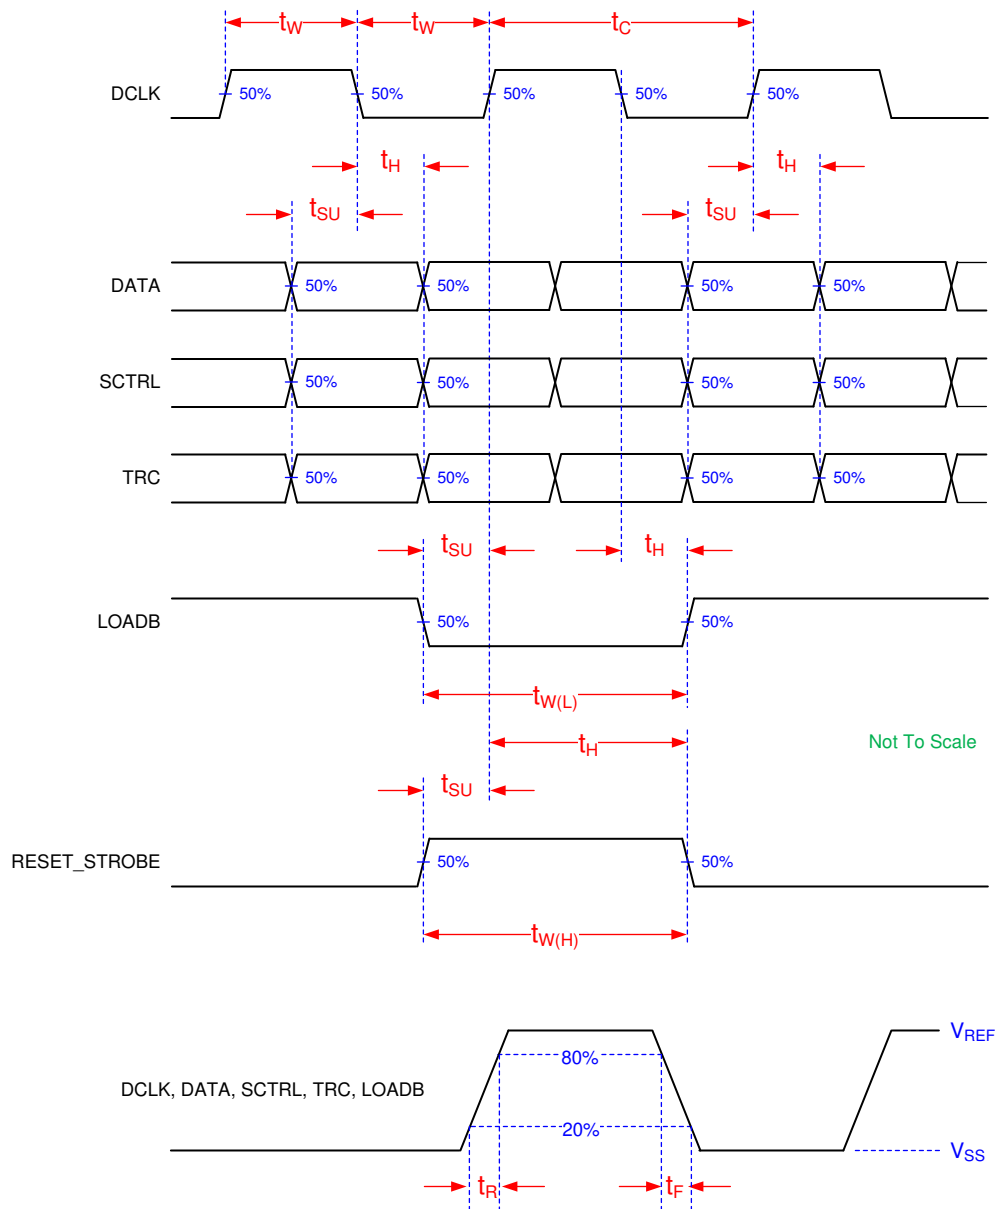 tW tW tC
DCLK 50% 50% 50% 50% 50%
tH tH
tSU tSU
DATA 50% 50% 50% 50%
SCTRL 50% 50% 50% 50%
TRC 50% 50% 50% 50%
tSU tH
LOADB 50% 50%
tW(L)
tH Not To Scale
tSU
RESET_STROBE 50% 50%
tW(H)
VREF
80%
DCLK, DATA, SCTRL, TRC, LOADB
20%
VSS
tR tF